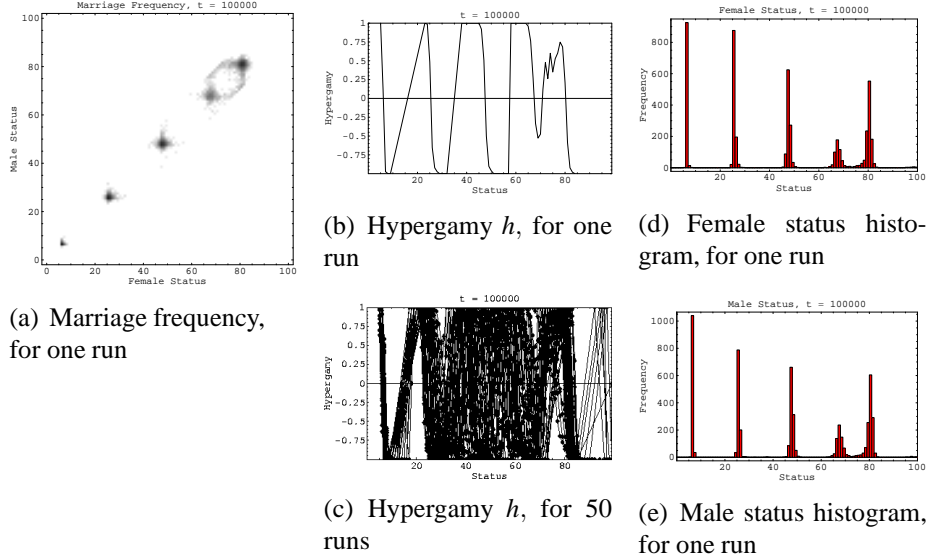 Marriage Frequency, t = 100000
100
80
60
40
20
0
Male Status
0 20 40 60 80 100
Female Status
(a) Marriage frequency,
for one run
t = 100000
1
0.75
0.5
0.25
0
-0.25
-0.5
-0.75
Hypergamy
20 40 60 80
Status
(b) Hypergamy h, for one
run
t = 100000
1
0.75
0.5
0.25
0
-0.25
-0.5
-0.75
Hypergamy
20 40 60 80
Status
(c) Hypergamy h, for 50
runs
Female Status, t = 100000
800
600
400
200
0
Frequency
20 40 60 80 100
Status
(d) Female status histo-
gram, for one run
Male Status, t = 100000
1000
800
600
400
200
0
Frequency
20 40 60 80 100
Status
(e) Male status histogram,
for one run